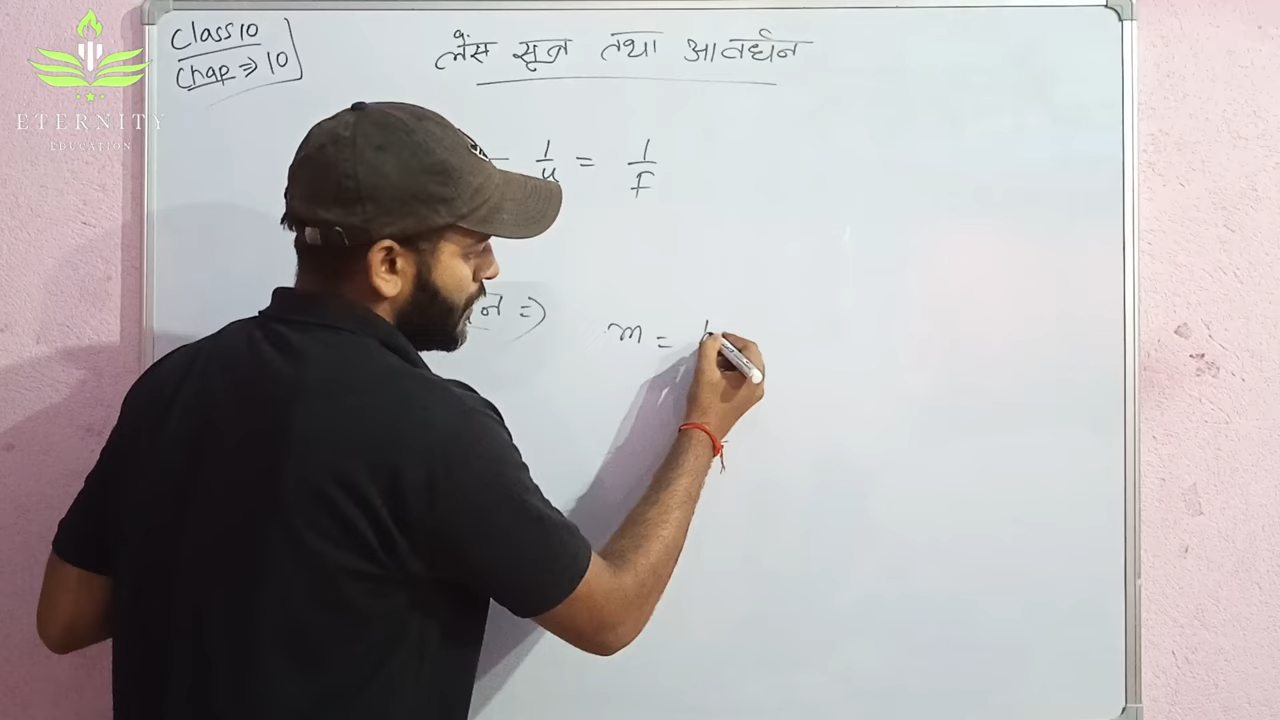 Class 10
Chap ⇒ 10
लेंस सूत्र तथा आवर्धन
ETERNITY
EDUCATION
- 1/u = 1/F
न ⇒ m =